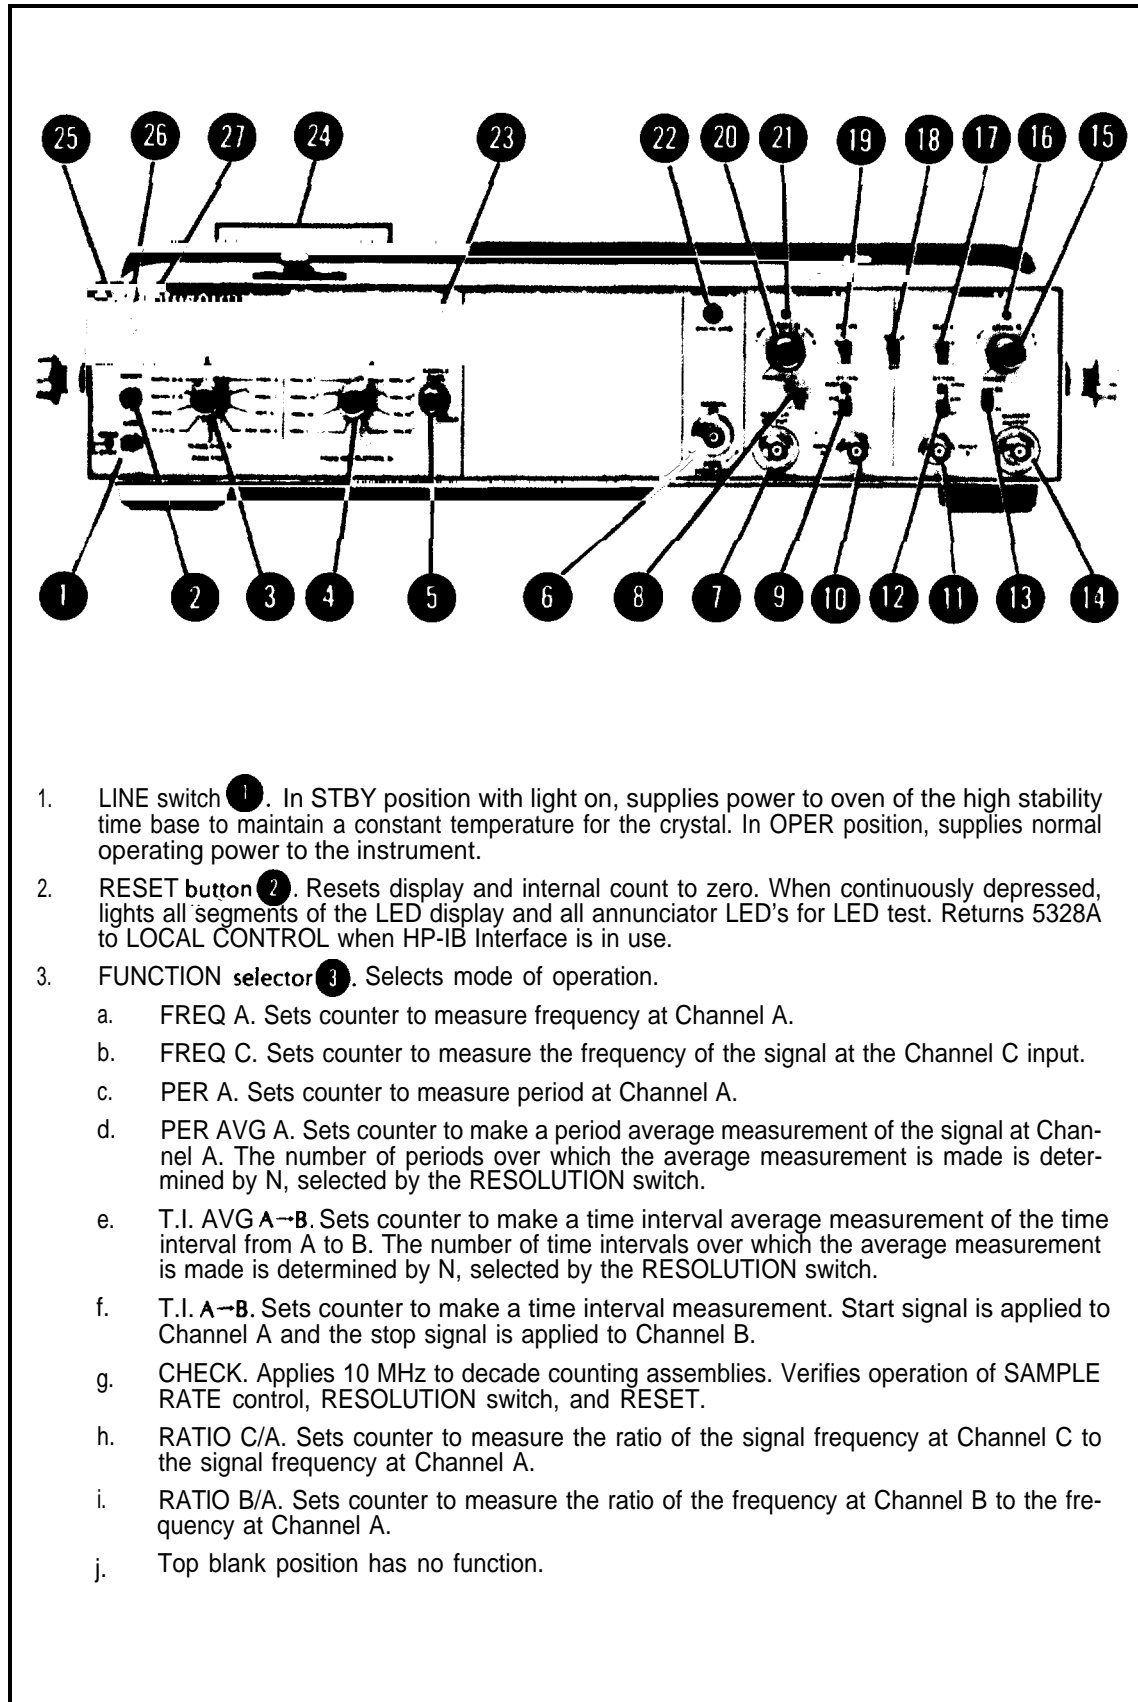 25 26 27 24 23 22 20 21 19 18 17 16 15
1 2 3 4 5 6 8 7 9 10 12 11 13 14
1. LINE switch 1. In STBY position with light on, supplies power to oven of the high stability
time base to maintain a constant temperature for the crystal. In OPER position, supplies normal
operating power to the instrument.
2. RESET button 2. Resets display and internal count to zero. When continuously depressed,
lights all segments of the LED display and all annunciator LED's for LED test. Returns 5328A
to LOCAL CONTROL when HP-IB Interface is in use.
3. FUNCTION selector 3. Selects mode of operation.
a. FREQ A. Sets counter to measure frequency at Channel A.
b. FREQ C. Sets counter to measure the frequency of the signal at the Channel C input.
c. PER A. Sets counter to measure period at Channel A.
d. PER AVG A. Sets counter to make a period average measurement of the signal at Chan-
nel A. The number of periods over which the average measurement is made is deter-
mined by N, selected by the RESOLUTION switch.
e. T.I. AVG A→B. Sets counter to make a time interval average measurement of the time
interval from A to B. The number of time intervals over which the average measurement
is made is determined by N, selected by the RESOLUTION switch.
f. T.I. A→B. Sets counter to make a time interval measurement. Start signal is applied to
Channel A and the stop signal is applied to Channel B.
g. CHECK. Applies 10 MHz to decade counting assemblies. Verifies operation of SAMPLE
RATE control, RESOLUTION switch, and RESET.
h. RATIO C/A. Sets counter to measure the ratio of the signal frequency at Channel C to
the signal frequency at Channel A.
i. RATIO B/A. Sets counter to measure the ratio of the frequency at Channel B to the fre-
quency at Channel A.
j. Top blank position has no function.